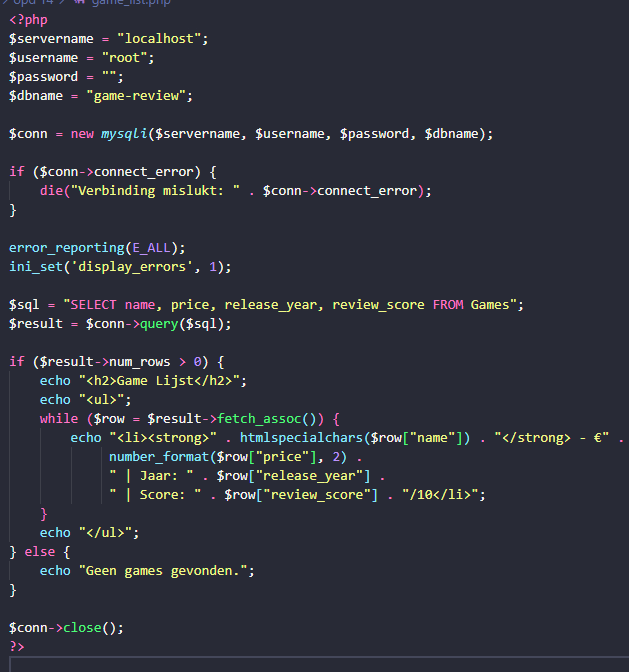 > opd 14 > game_list.php
<?php
$servername = "localhost";
$username = "root";
$password = "";
$dbname = "game-review";
$conn = new mysqli($servername, $username, $password, $dbname);
if ($conn->connect_error) {
die("Verbinding mislukt: " . $conn->connect_error);
}
error_reporting(E_ALL);
ini_set('display_errors', 1);
$sql = "SELECT name, price, release_year, review_score FROM Games";
$result = $conn->query($sql);
if ($result->num_rows > 0) {
echo "<h2>Game Lijst</h2>";
echo "<ul>";
while ($row = $result->fetch_assoc()) {
echo "<li><strong>" . htmlspecialchars($row["name"]) . "</strong> - €" .
number_format($row["price"], 2) .
" | Jaar: " . $row["release_year"] .
" | Score: " . $row["review_score"] . "/10</li>";
}
echo "</ul>";
} else {
echo "Geen games gevonden.";
}
$conn->close();
?>